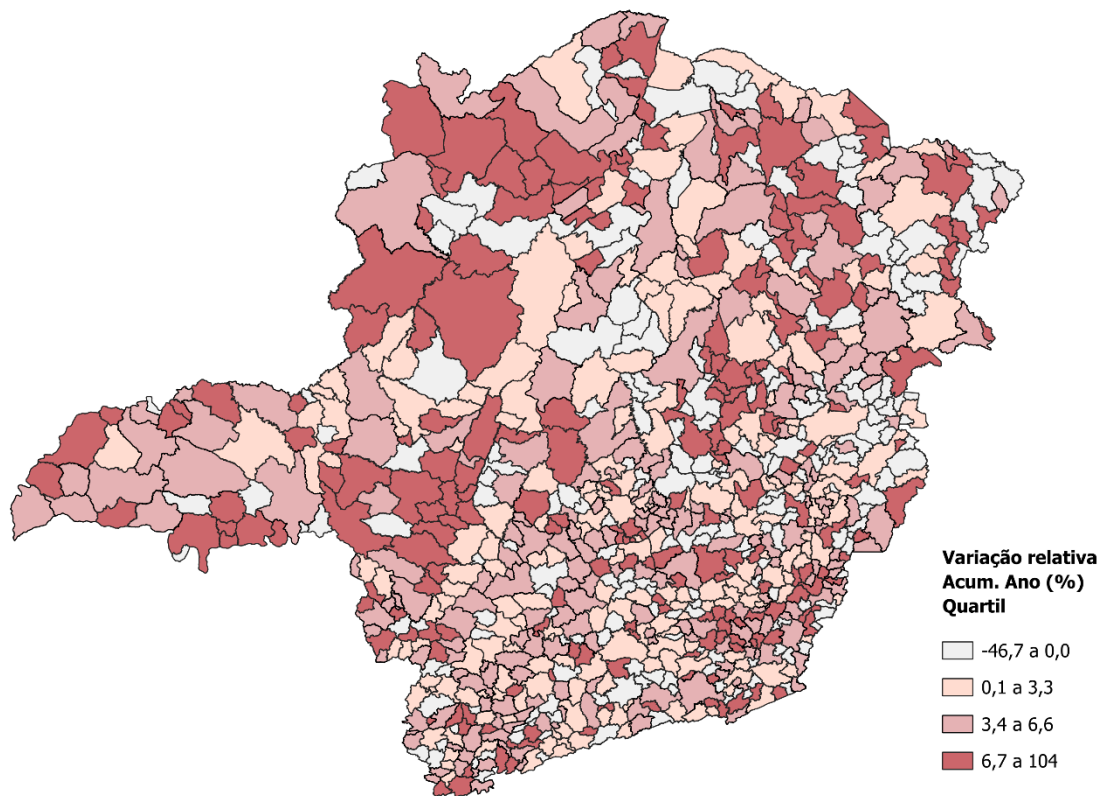 Variação relativa
Acum. Ano (%)
Quartil
-46,7 a 0,0
0,1 a 3,3
3,4 a 6,6
6,7 a 104